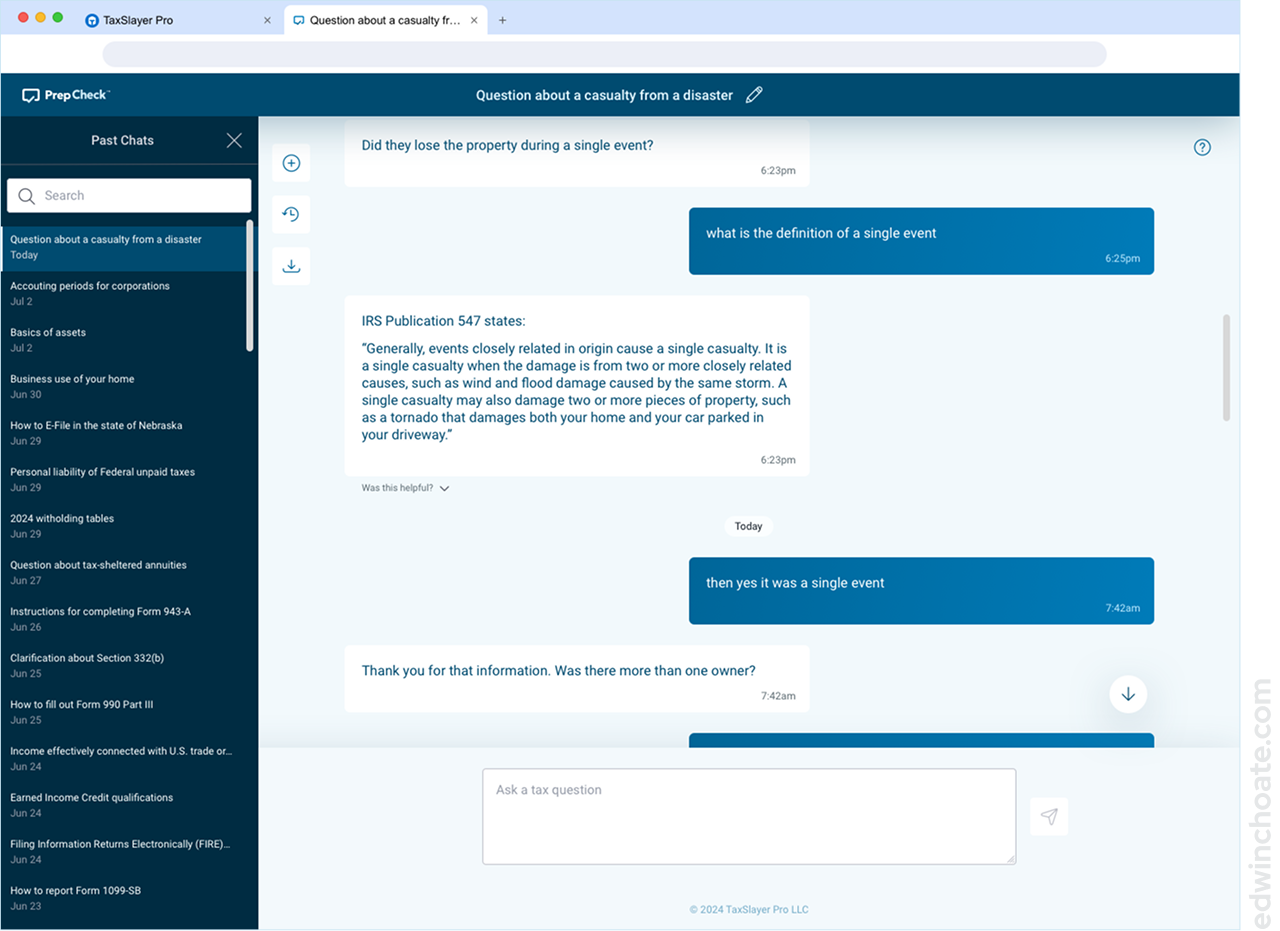 TaxSlayer Pro
Question about a casualty fr...
PrepCheck™
Question about a casualty from a disaster
Past Chats
Search
Question about a casualty from a disaster
Today
Accouting periods for corporations
Jul 2
Basics of assets
Jul 2
Business use of your home
Jun 30
How to E-File in the state of Nebraska
Jun 29
Personal liability of Federal unpaid taxes
Jun 29
2024 witholding tables
Jun 29
Question about tax-sheltered annuities
Jun 27
Instructions for completing Form 943-A
Jun 26
Clarification about Section 332(b)
Jun 25
How to fill out Form 990 Part III
Jun 25
Income effectively connected with U.S. trade or...
Jun 24
Earned Income Credit qualifications
Jun 24
Filing Information Returns Electronically (FIRE)...
Jun 24
How to report Form 1099-SB
Jun 23
Did they lose the property during a single event?
6:23pm
what is the definition of a single event
6:25pm
IRS Publication 547 states:
“Generally, events closely related in origin cause a single casualty. It is
a single casualty when the damage is from two or more closely related
causes, such as wind and flood damage caused by the same storm. A
single casualty may also damage two or more pieces of property, such
as a tornado that damages both your home and your car parked in
your driveway.”
6:23pm
Was this helpful?
Today
then yes it was a single event
7:42am
Thank you for that information. Was there more than one owner?
7:42am
Ask a tax question
© 2024 TaxSlayer Pro LLC
edwinchoate.com